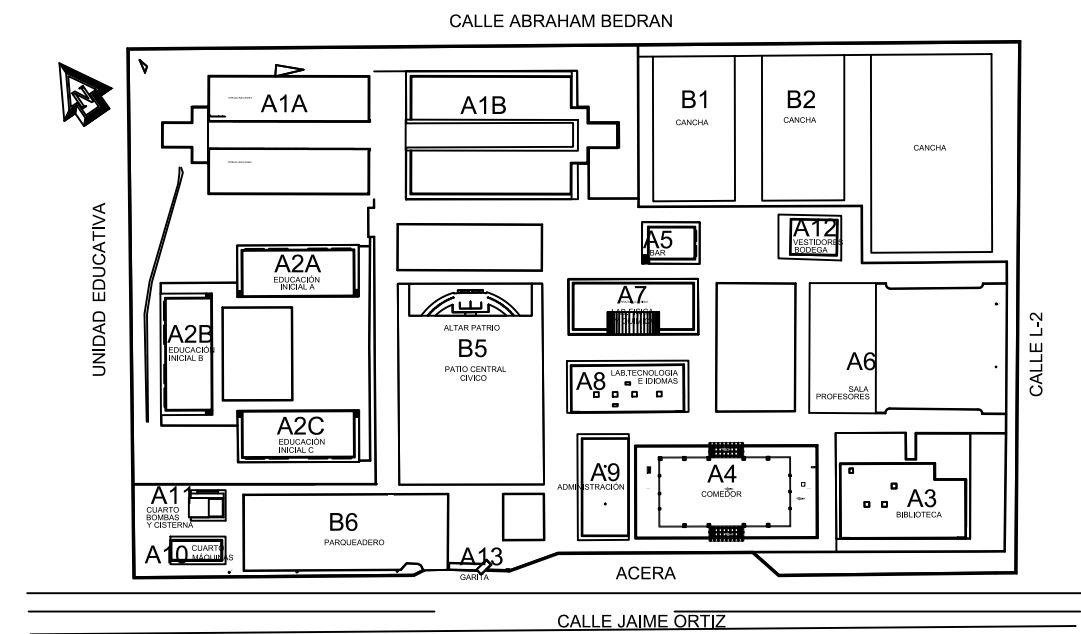 CALLE ABRAHAM BEDRAN
N
A1A
A1B
B1
CANCHA
B2
CANCHA
CANCHA
UNIDAD EDUCATIVA
A2A
EDUCACIÓN
INICIAL A
A5
BAR
A12
VESTIDORES
BODEGA
A2B
EDUCACIÓN
INICIAL B
ALTAR PATRIO
B5
PATIO CENTRAL
CIVICO
A7
LAB.FISICA
A8
LAB.TECNOLOGIA
E IDIOMAS
A6
SALA
PROFESORES
CALLE L-2
A2C
EDUCACIÓN
INICIAL C
A9
ADMINISTRACIÓN
A4
COMEDOR
A3
BIBLIOTECA
A11
CUARTO
BOMBAS
Y CISTERNA
B6
PARQUEADERO
A10
CUARTO
MÁQUINAS
A13
GARITA
ACERA
CALLE JAIME ORTIZ